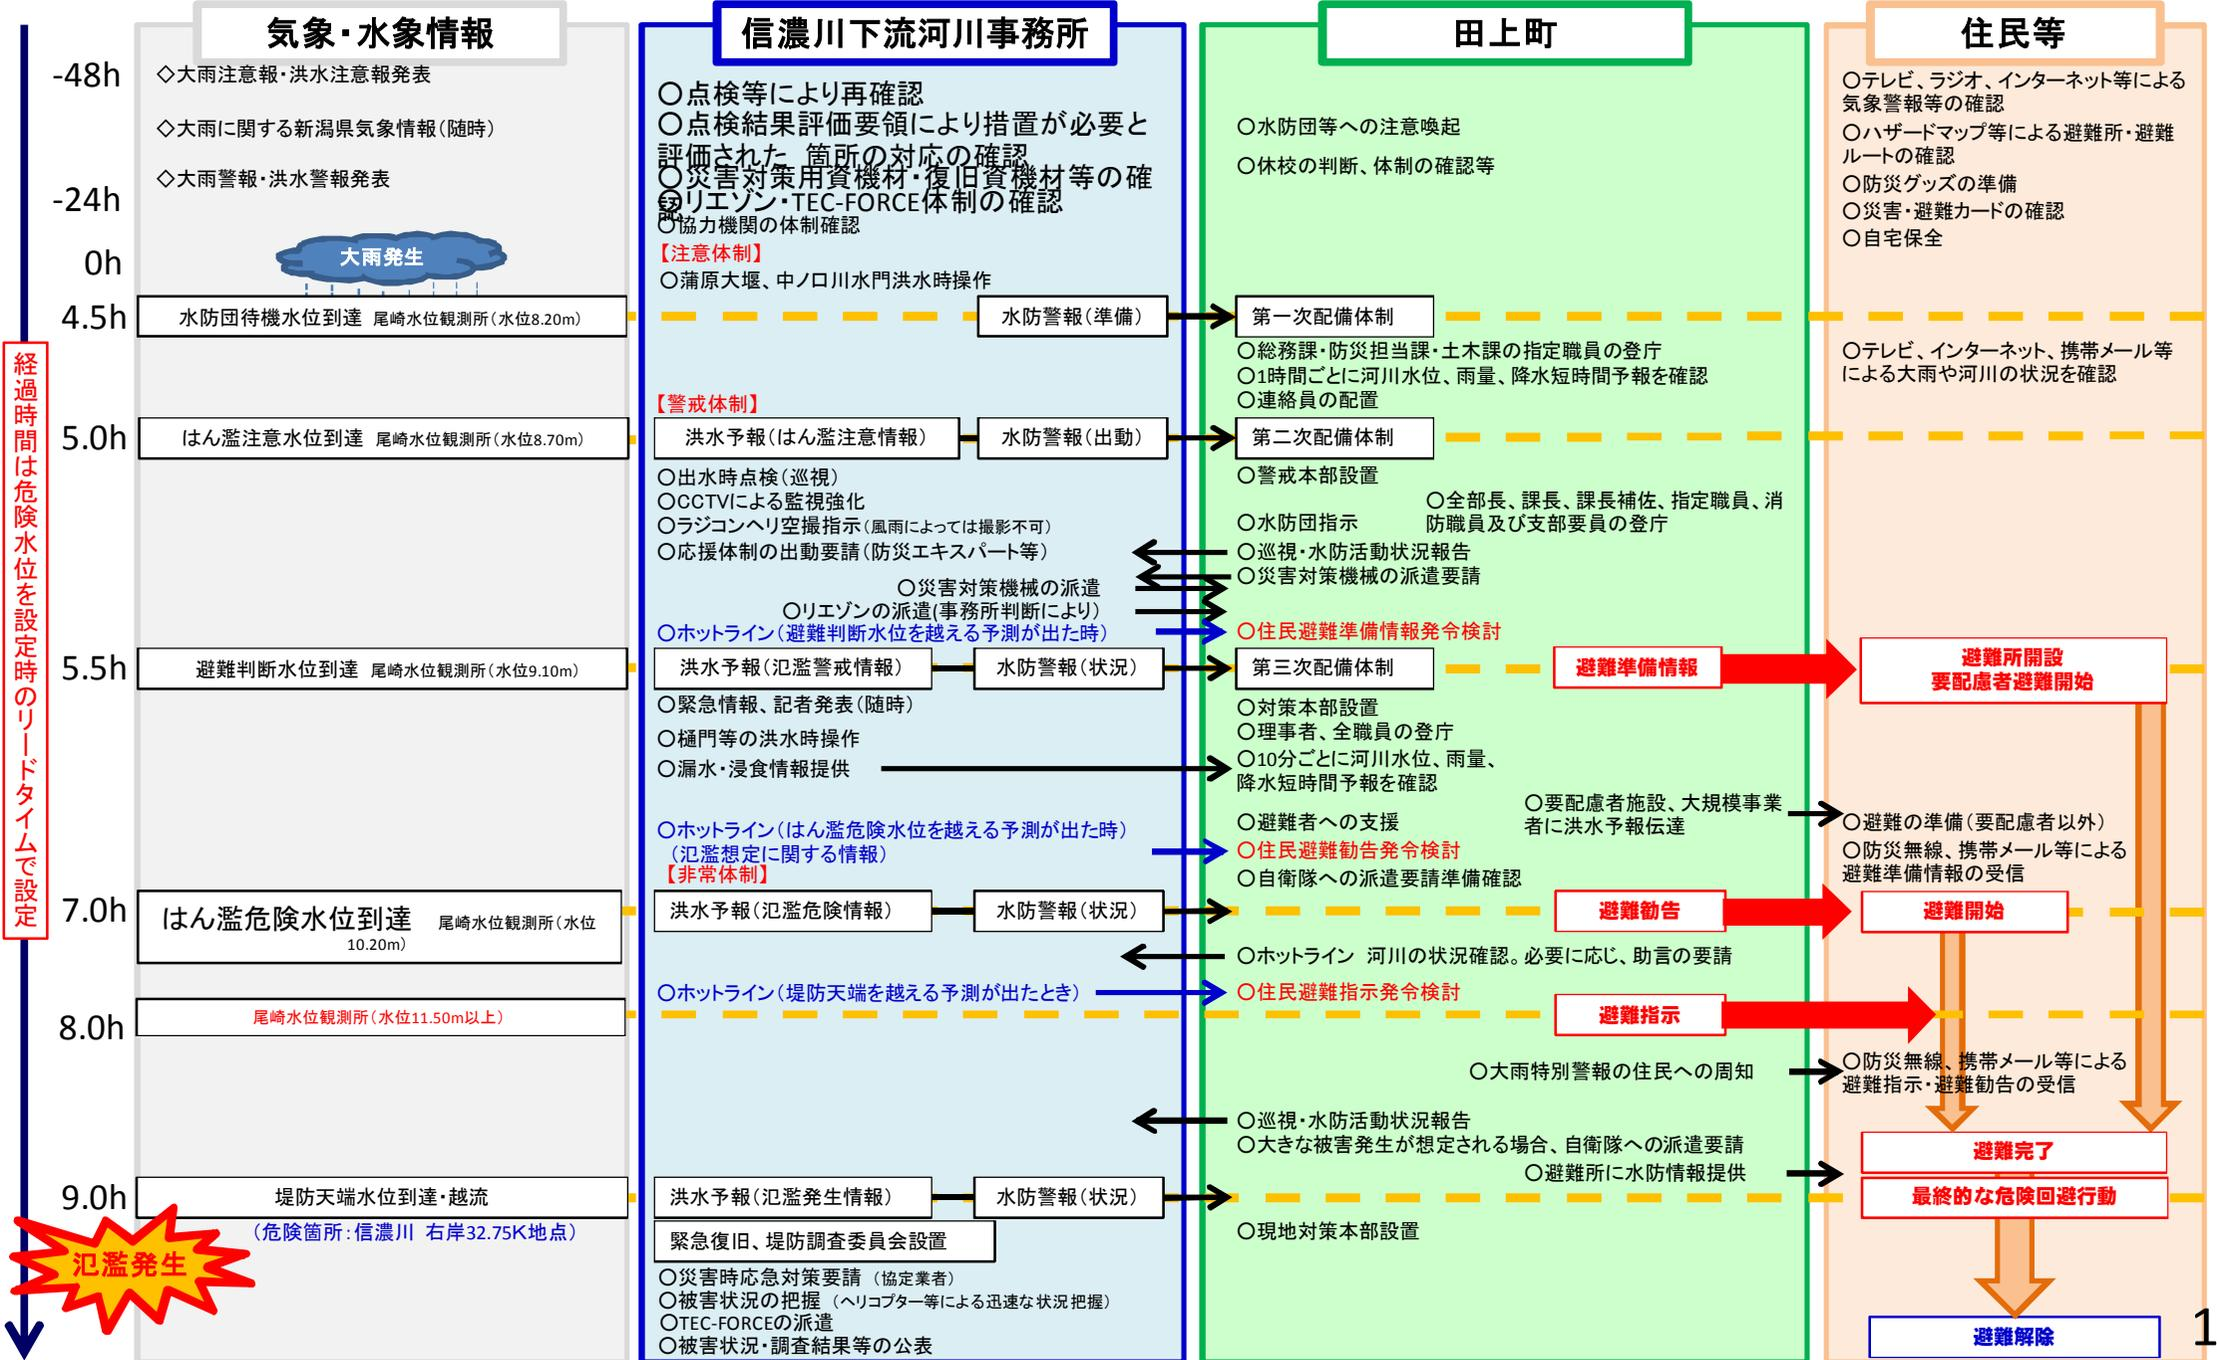 気象・水象情報
信濃川下流河川事務所
田上町
住民等
経過時間は危険水位を設定時のリードタイムで設定
-48h
-24h
0h
4.5h
5.0h
5.5h
7.0h
8.0h
9.0h
氾濫発生
◇大雨注意報・洪水注意報発表
◇大雨に関する新潟県気象情報（随時）
◇大雨警報・洪水警報発表
大雨発生
水防団待機水位到達 尾崎水位観測所（水位8.20m）
はん濫注意水位到達 尾崎水位観測所（水位8.70m）
避難判断水位到達 尾崎水位観測所（水位9.10m）
はん濫危険水位到達 尾崎水位観測所（水位
10.20m）
尾崎水位観測所（水位11.50m以上）
堤防天端水位到達・越流
（危険箇所：信濃川 右岸32.75K地点）
〇点検等により再確認
〇点検結果評価要領により措置が必要と
評価された 箇所の対応の確認
〇災害対策用資機材・復旧資機材等の確
認
〇リエゾン・TEC-FORCE体制の確認
〇協力機関の体制確認
【注意体制】
〇蒲原大堰、中ノ口川水門洪水時操作
水防警報（準備）
【警戒体制】
洪水予報（はん濫注意情報）
水防警報（出動）
〇出水時点検（巡視）
〇CCTVによる監視強化
〇ラジコンヘリ空撮指示（風雨によっては撮影不可）
〇応援体制の出動要請（防災エキスパート等）
〇災害対策機械の派遣
〇リエゾンの派遣(事務所判断により）
〇ホットライン（避難判断水位を越える予測が出た時）
洪水予報（氾濫警戒情報）
水防警報（状況）
〇緊急情報、記者発表（随時）
〇樋門等の洪水時操作
〇漏水・浸食情報提供
〇ホットライン（はん濫危険水位を越える予測が出た時）
（氾濫想定に関する情報）
【非常体制】
洪水予報（氾濫危険情報）
水防警報（状況）
〇ホットライン（堤防天端を越える予測が出たとき）
洪水予報（氾濫発生情報）
水防警報（状況）
緊急復旧、堤防調査委員会設置
〇災害時応急対策要請 （協定業者）
〇被害状況の把握 （ヘリコプター等による迅速な状況把握）
〇TEC-FORCEの派遣
〇被害状況・調査結果等の公表
〇水防団等への注意喚起
〇休校の判断、体制の確認等
第一次配備体制
〇総務課・防災担当課・土木課の指定職員の登庁
〇1時間ごとに河川水位、雨量、降水短時間予報を確認
〇連絡員の配置
第二次配備体制
〇警戒本部設置
〇全部長、課長、課長補佐、指定職員、消
防職員及び支部要員の登庁
〇水防団指示
〇巡視・水防活動状況報告
〇災害対策機械の派遣要請
〇住民避難準備情報発令検討
第三次配備体制
避難準備情報
〇対策本部設置
〇理事者、全職員の登庁
〇10分ごとに河川水位、雨量、
降水短時間予報を確認
〇要配慮者施設、大規模事業
者に洪水予報伝達
〇避難者への支援
〇住民避難勧告発令検討
〇自衛隊への派遣要請準備確認
避難勧告
〇ホットライン 河川の状況確認。必要に応じ、助言の要請
〇住民避難指示発令検討
避難指示
〇大雨特別警報の住民への周知
〇巡視・水防活動状況報告
〇大きな被害発生が想定される場合、自衛隊への派遣要請
〇避難所に水防情報提供
〇現地対策本部設置
〇テレビ、ラジオ、インターネット等による
気象警報等の確認
〇ハザードマップ等による避難所・避難
ルートの確認
〇防災グッズの準備
〇災害・避難カードの確認
〇自宅保全
〇テレビ、インターネット、携帯メール等
による大雨や河川の状況を確認
避難所開設
要配慮者避難開始
〇避難の準備（要配慮者以外）
〇防災無線、携帯メール等による
避難準備情報の受信
避難開始
〇防災無線、携帯メール等による
避難指示・避難勧告の受信
避難完了
最終的な危険回避行動
避難解除
1